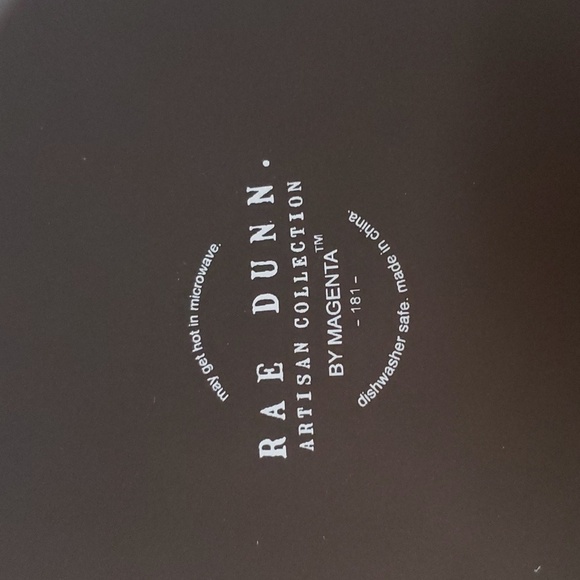 may get hot in microwave.
RAE DUNN.
ARTISAN COLLECTION
BY MAGENTA™
- 181 -
dishwasher safe. made in china.